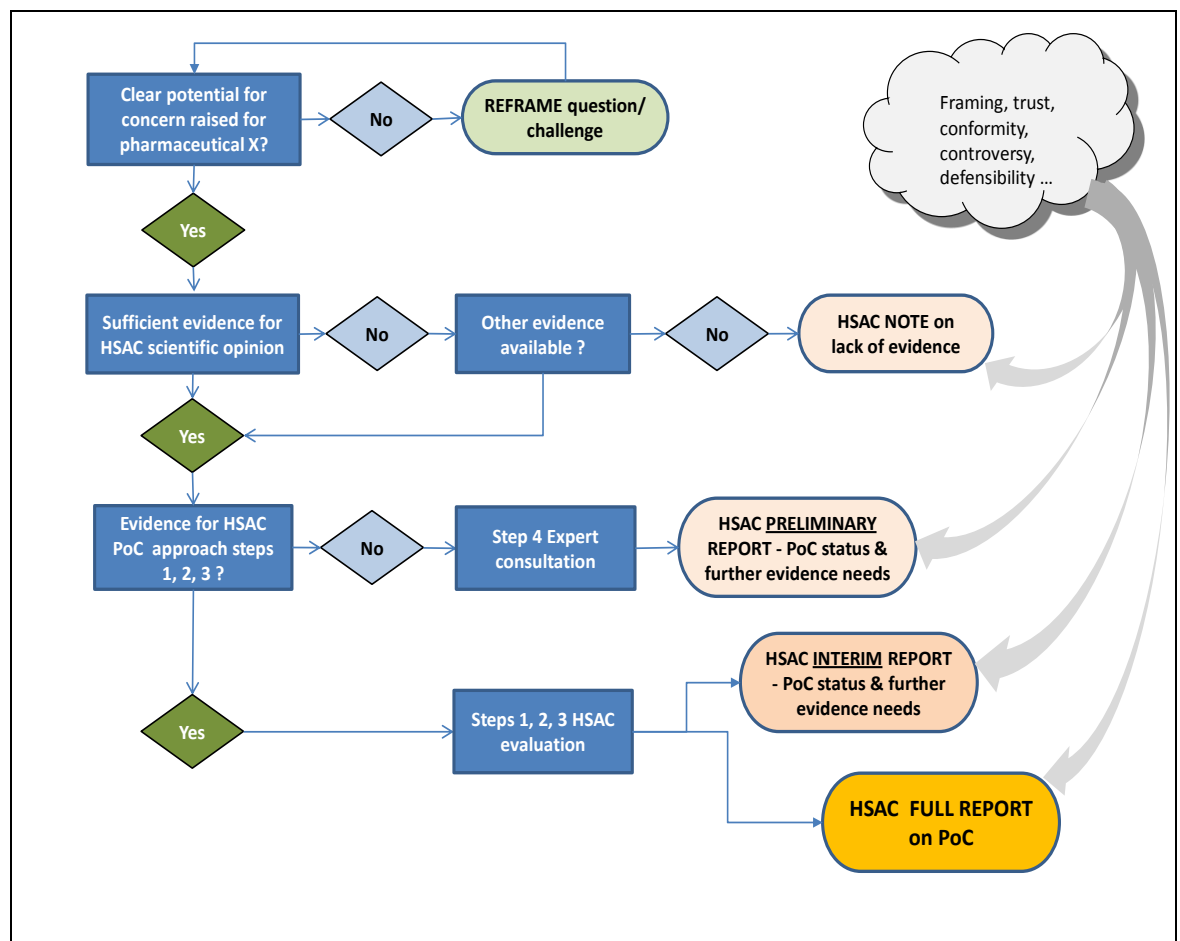 Clear potential for
concern raised for
pharmaceutical X?
No
REFRAME question/
challenge
Framing, trust,
conformity,
controversy,
defensibility ...
Yes
Sufficient evidence for
HSAC scientific opinion
No
Other evidence
available ?
No
HSAC NOTE on
lack of evidence
Yes
Evidence for HSAC
PoC approach steps
1, 2, 3 ?
No
Step 4 Expert
consultation
HSAC PRELIMINARY
REPORT - PoC status &
further evidence needs
HSAC INTERIM REPORT
- PoC status & further
evidence needs
Yes
Steps 1, 2, 3 HSAC
evaluation
HSAC FULL REPORT
on PoC